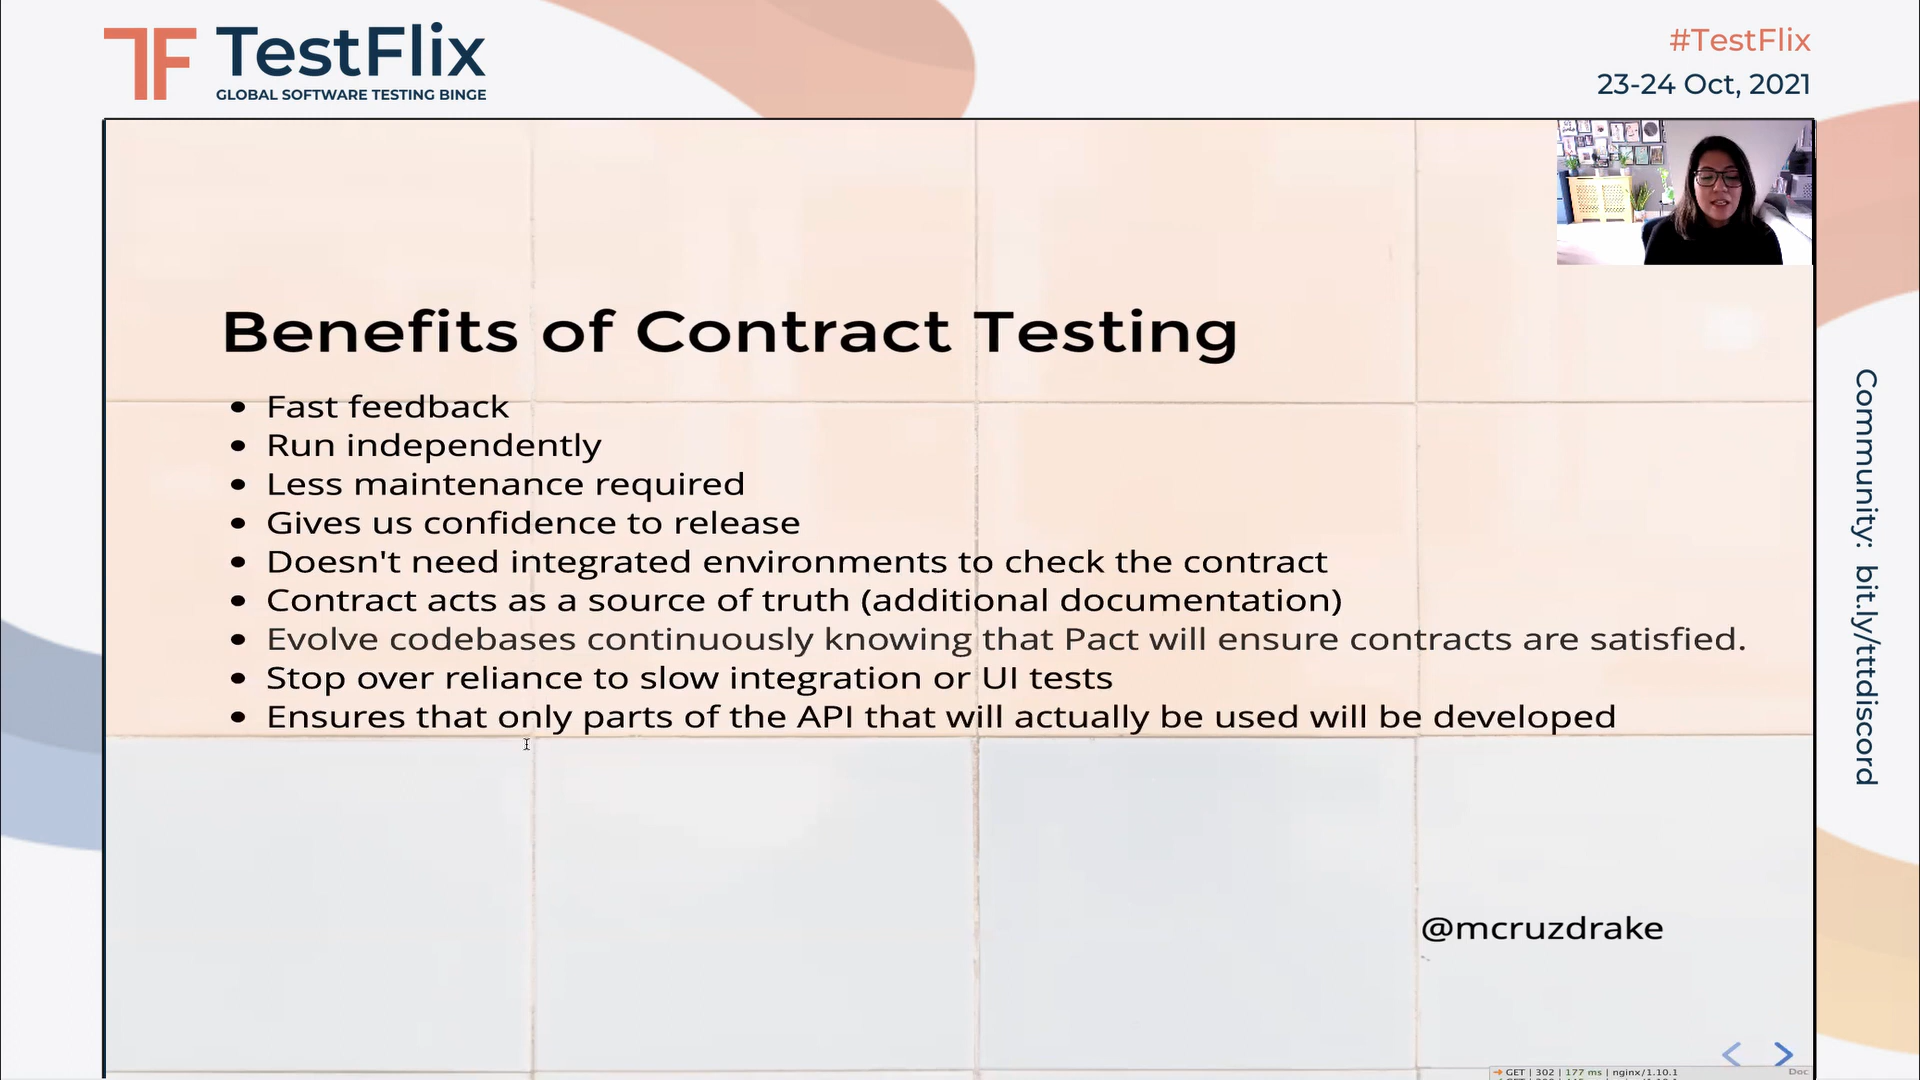 TF TestFlix
GLOBAL SOFTWARE TESTING BINGE
#TestFlix
23-24 Oct, 2021
Benefits of Contract Testing
• Fast feedback
• Run independently
• Less maintenance required
• Gives us confidence to release
• Doesn't need integrated environments to check the contract
• Contract acts as a source of truth (additional documentation)
• Evolve codebases continuously knowing that Pact will ensure contracts are satisfied.
• Stop over reliance to slow integration or UI tests
• Ensures that only parts of the API that will actually be used will be developed
@mcruzdrake
Community: bit.ly/tttdiscord
GET | 302 | 177 ms | nginx/1.10.1
Doc